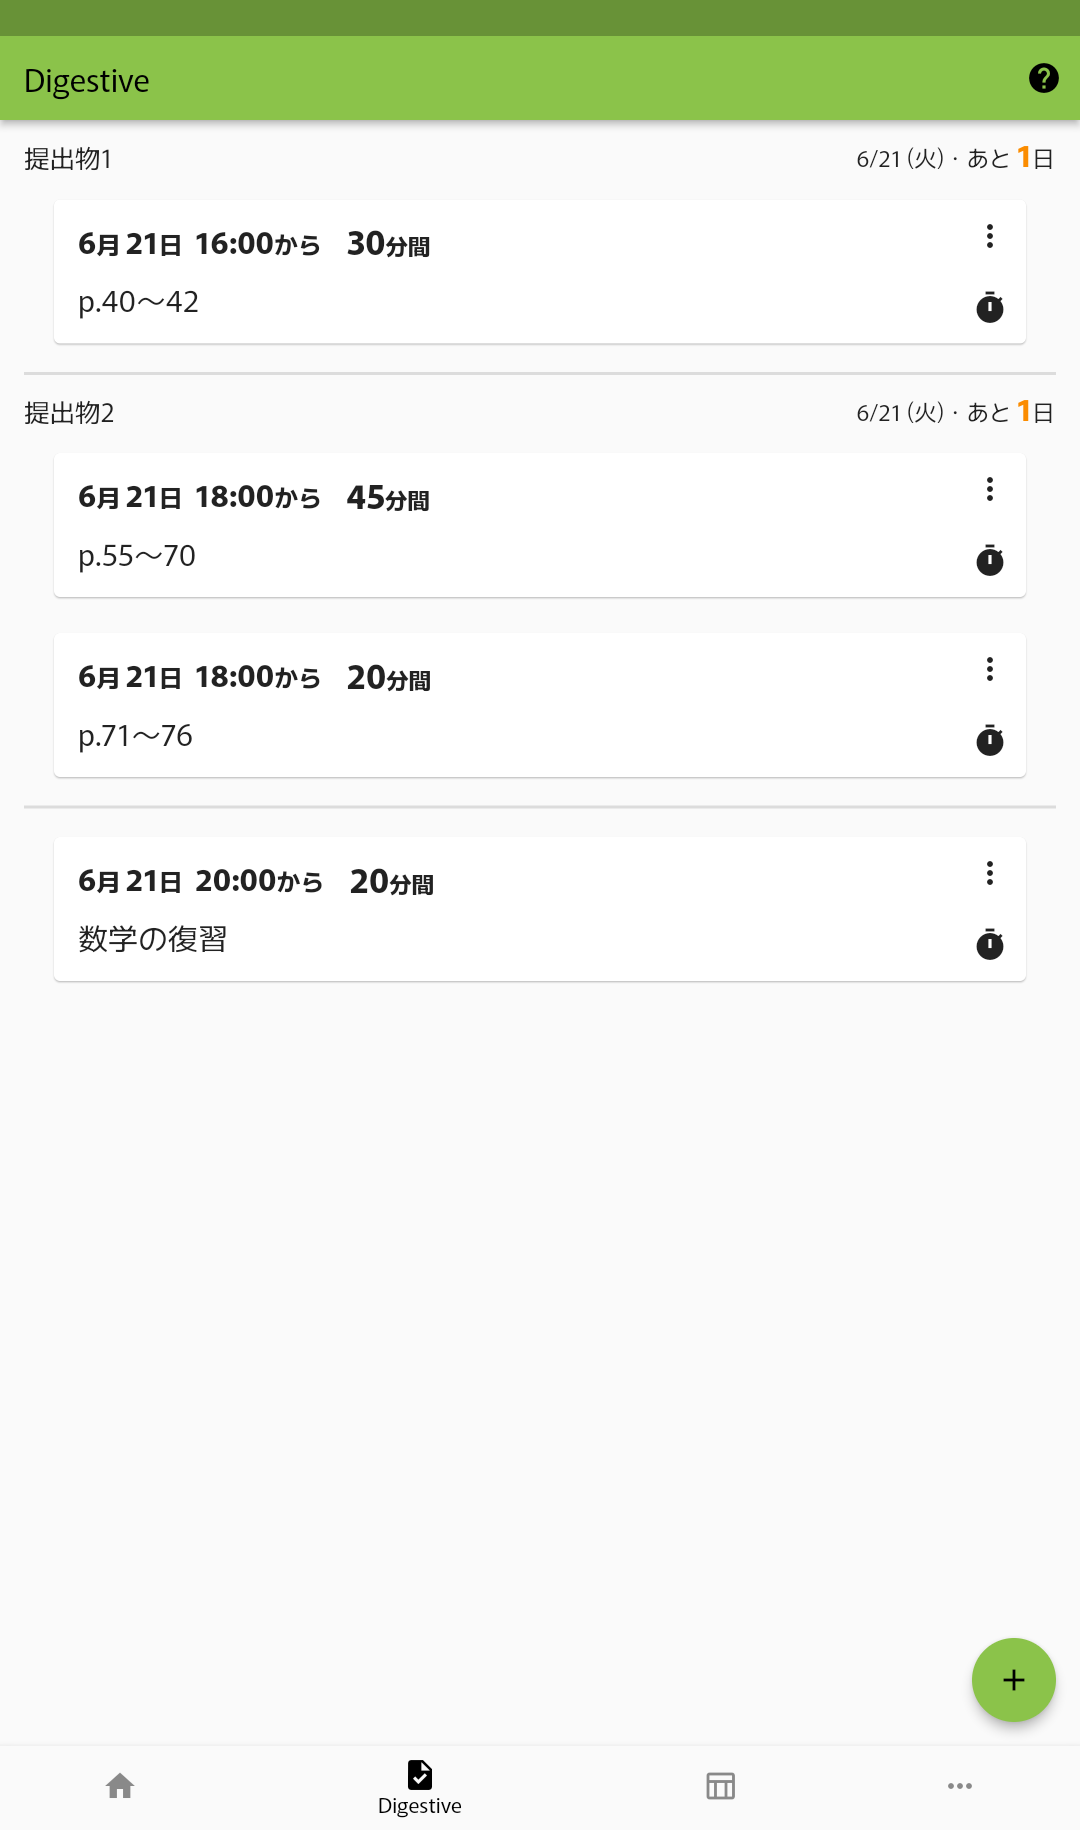 Digestive
提出物1 6/21(火)・あと 1日
6月21日 16:00から 30分間
p.40〜42
提出物2 6/21(火)・あと 1日
6月21日 18:00から 45分間
p.55〜70
6月21日 18:00から 20分間
p.71〜76
6月21日 20:00から 20分間
数学の復習
Digestive